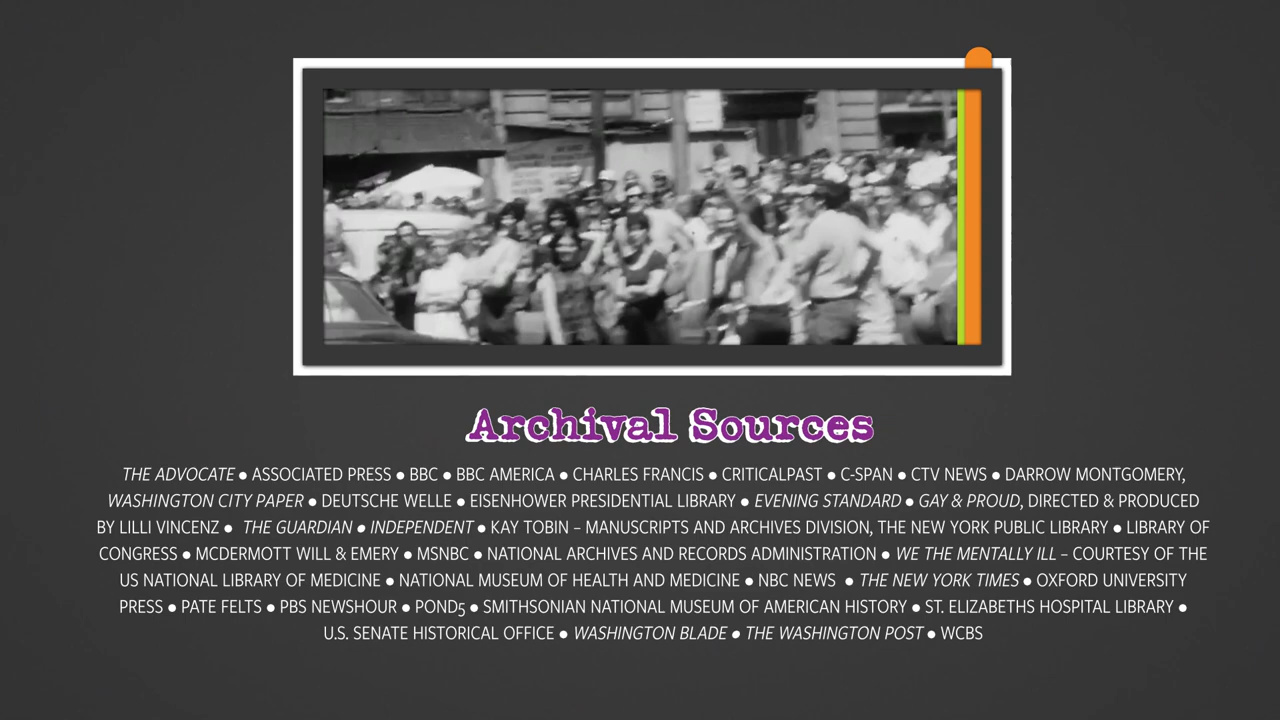 Archival Sources
THE ADVOCATE ● ASSOCIATED PRESS ● BBC ● BBC AMERICA ● CHARLES FRANCIS ● CRITICALPAST ● C-SPAN ● CTV NEWS ● DARROW MONTGOMERY,
WASHINGTON CITY PAPER ● DEUTSCHE WELLE ● EISENHOWER PRESIDENTIAL LIBRARY ● EVENING STANDARD ● GAY & PROUD, DIRECTED & PRODUCED
BY LILLI VINCENZ ● THE GUARDIAN ● INDEPENDENT ● KAY TOBIN – MANUSCRIPTS AND ARCHIVES DIVISION, THE NEW YORK PUBLIC LIBRARY ● LIBRARY OF
CONGRESS ● MCDERMOTT WILL & EMERY ● MSNBC ● NATIONAL ARCHIVES AND RECORDS ADMINISTRATION ● WE THE MENTALLY ILL – COURTESY OF THE
US NATIONAL LIBRARY OF MEDICINE ● NATIONAL MUSEUM OF HEALTH AND MEDICINE ● NBC NEWS ● THE NEW YORK TIMES ● OXFORD UNIVERSITY
PRESS ● PATE FELTS ● PBS NEWSHOUR ● POND5 ● SMITHSONIAN NATIONAL MUSEUM OF AMERICAN HISTORY ● ST. ELIZABETHS HOSPITAL LIBRARY ●
U.S. SENATE HISTORICAL OFFICE ● WASHINGTON BLADE ● THE WASHINGTON POST ● WCBS